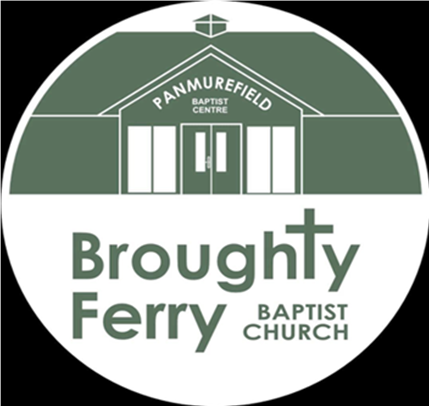 PANMUREFIELD
BAPTIST
CENTRE
Broughty
Ferry BAPTIST
CHURCH